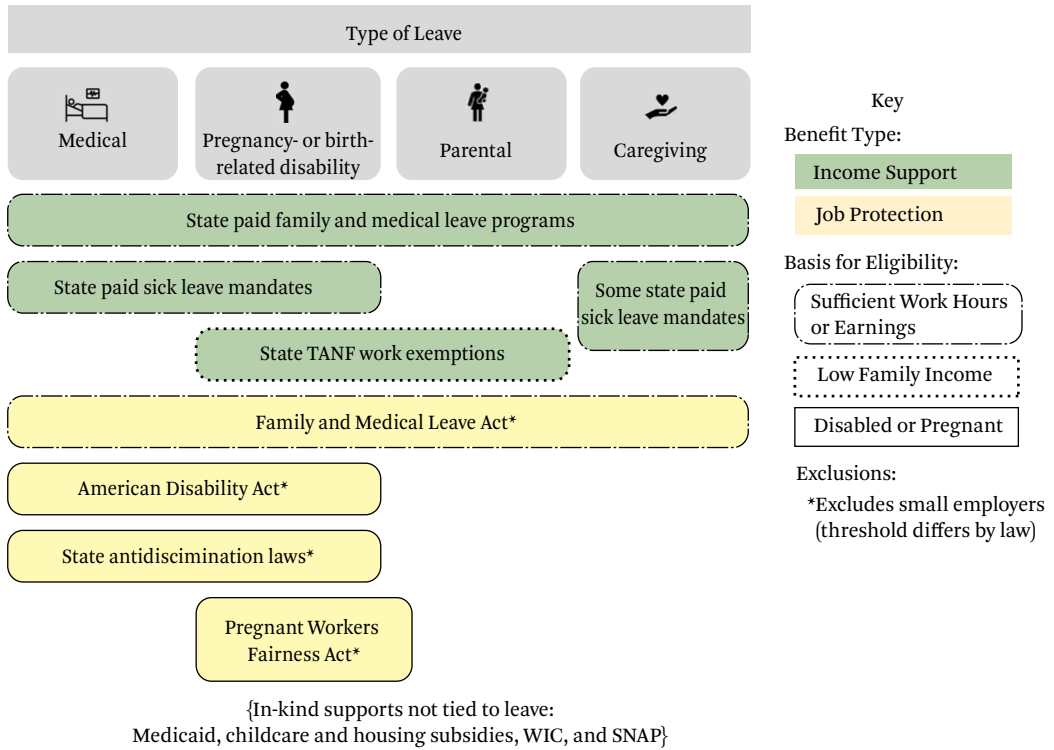 Type of Leave
Medical
Pregnancy- or birth-
related disability
Parental
Caregiving
State paid family and medical leave programs
State paid sick leave mandates
Some state paid
sick leave mandates
State TANF work exemptions
Family and Medical Leave Act*
American Disability Act*
State antidiscimination laws*
Pregnant Workers
Fairness Act*
{In-kind supports not tied to leave:
Medicaid, childcare and housing subsidies, WIC, and SNAP}
Key
Benefit Type:
Income Support
Job Protection
Basis for Eligibility:
Sufficient Work Hours
or Earnings
Low Family Income
Disabled or Pregnant
Exclusions:
*Excludes small employers
(threshold differs by law)